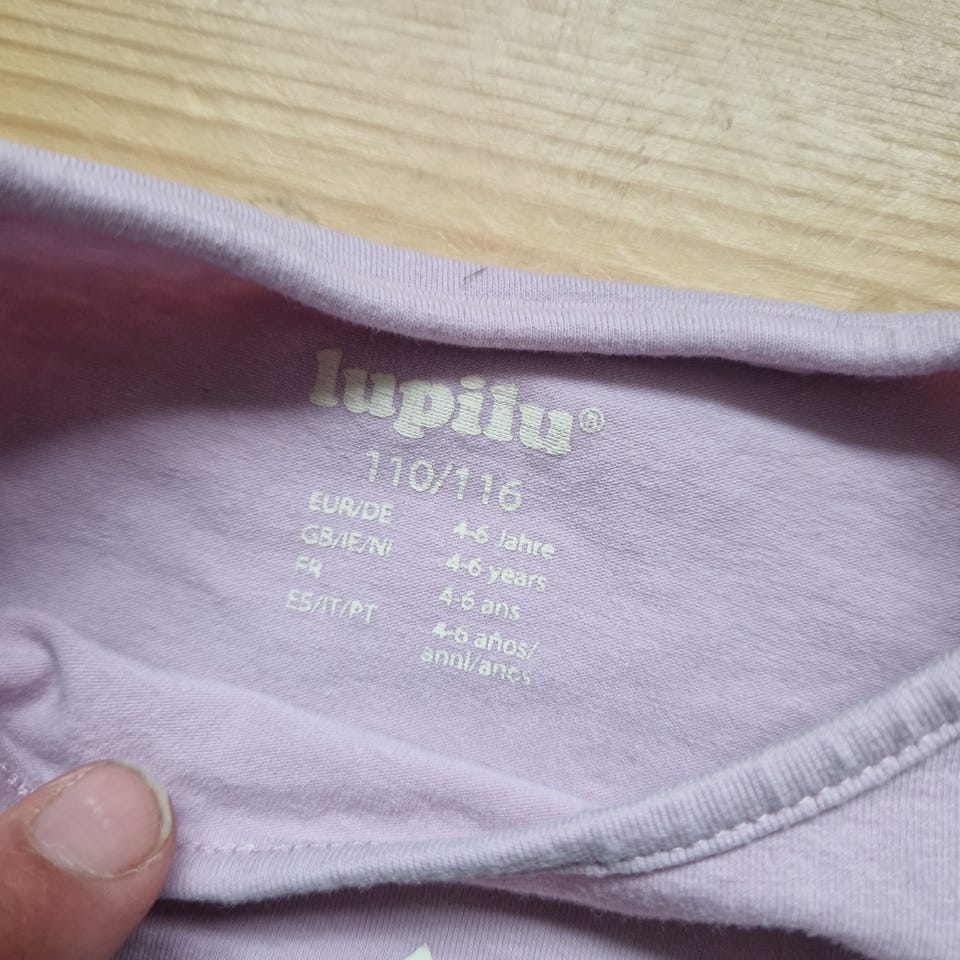 lupilu®
110/116
EUR/DE 4-6 Jahre
GB/IE/NI 4-6 years
FR 4-6 ans
ES/IT/PT 4-6 años/
anni/anos